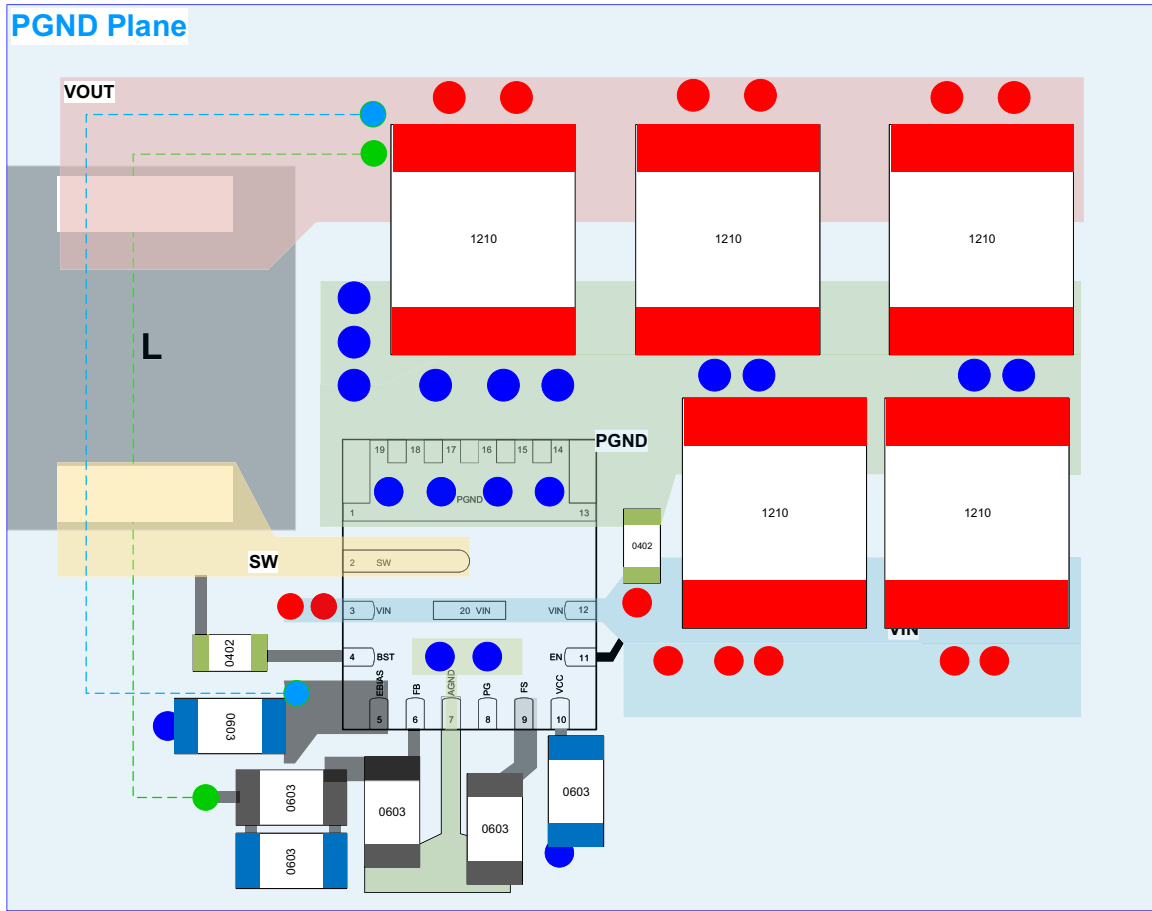 PGND Plane
VOUT
1210
1210
1210
L
PGND
19
18
17
16
15
14
PGND
1
13
1210
1210
0402
2
SW
SW
3
VIN
20 VIN
VIN
12
VIN
0402
4
BST
EN
11
EBIAS
FB
AGND
PG
FS
VCC
5
6
7
8
9
10
0603
0603
0603
0603
0603
0603